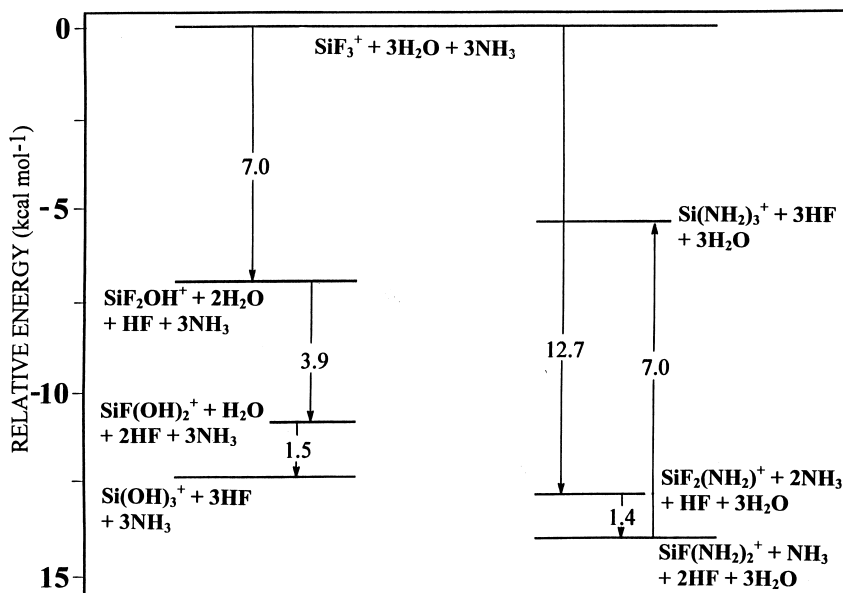 0
SiF₃⁺ + 3H₂O + 3NH₃
7.0
-5
Si(NH₂)₃⁺ + 3HF
+ 3H₂O
SiF₂OH⁺ + 2H₂O
+ HF + 3NH₃
3.9
12.7
7.0
-10
SiF(OH)₂⁺ + H₂O
+ 2HF + 3NH₃
1.5
Si(OH)₃⁺ + 3HF
+ 3NH₃
SiF₂(NH₂)⁺ + 2NH₃
+ HF + 3H₂O
1.4
SiF(NH₂)₂⁺ + NH₃
+ 2HF + 3H₂O
15
RELATIVE ENERGY (kcal mol⁻¹)